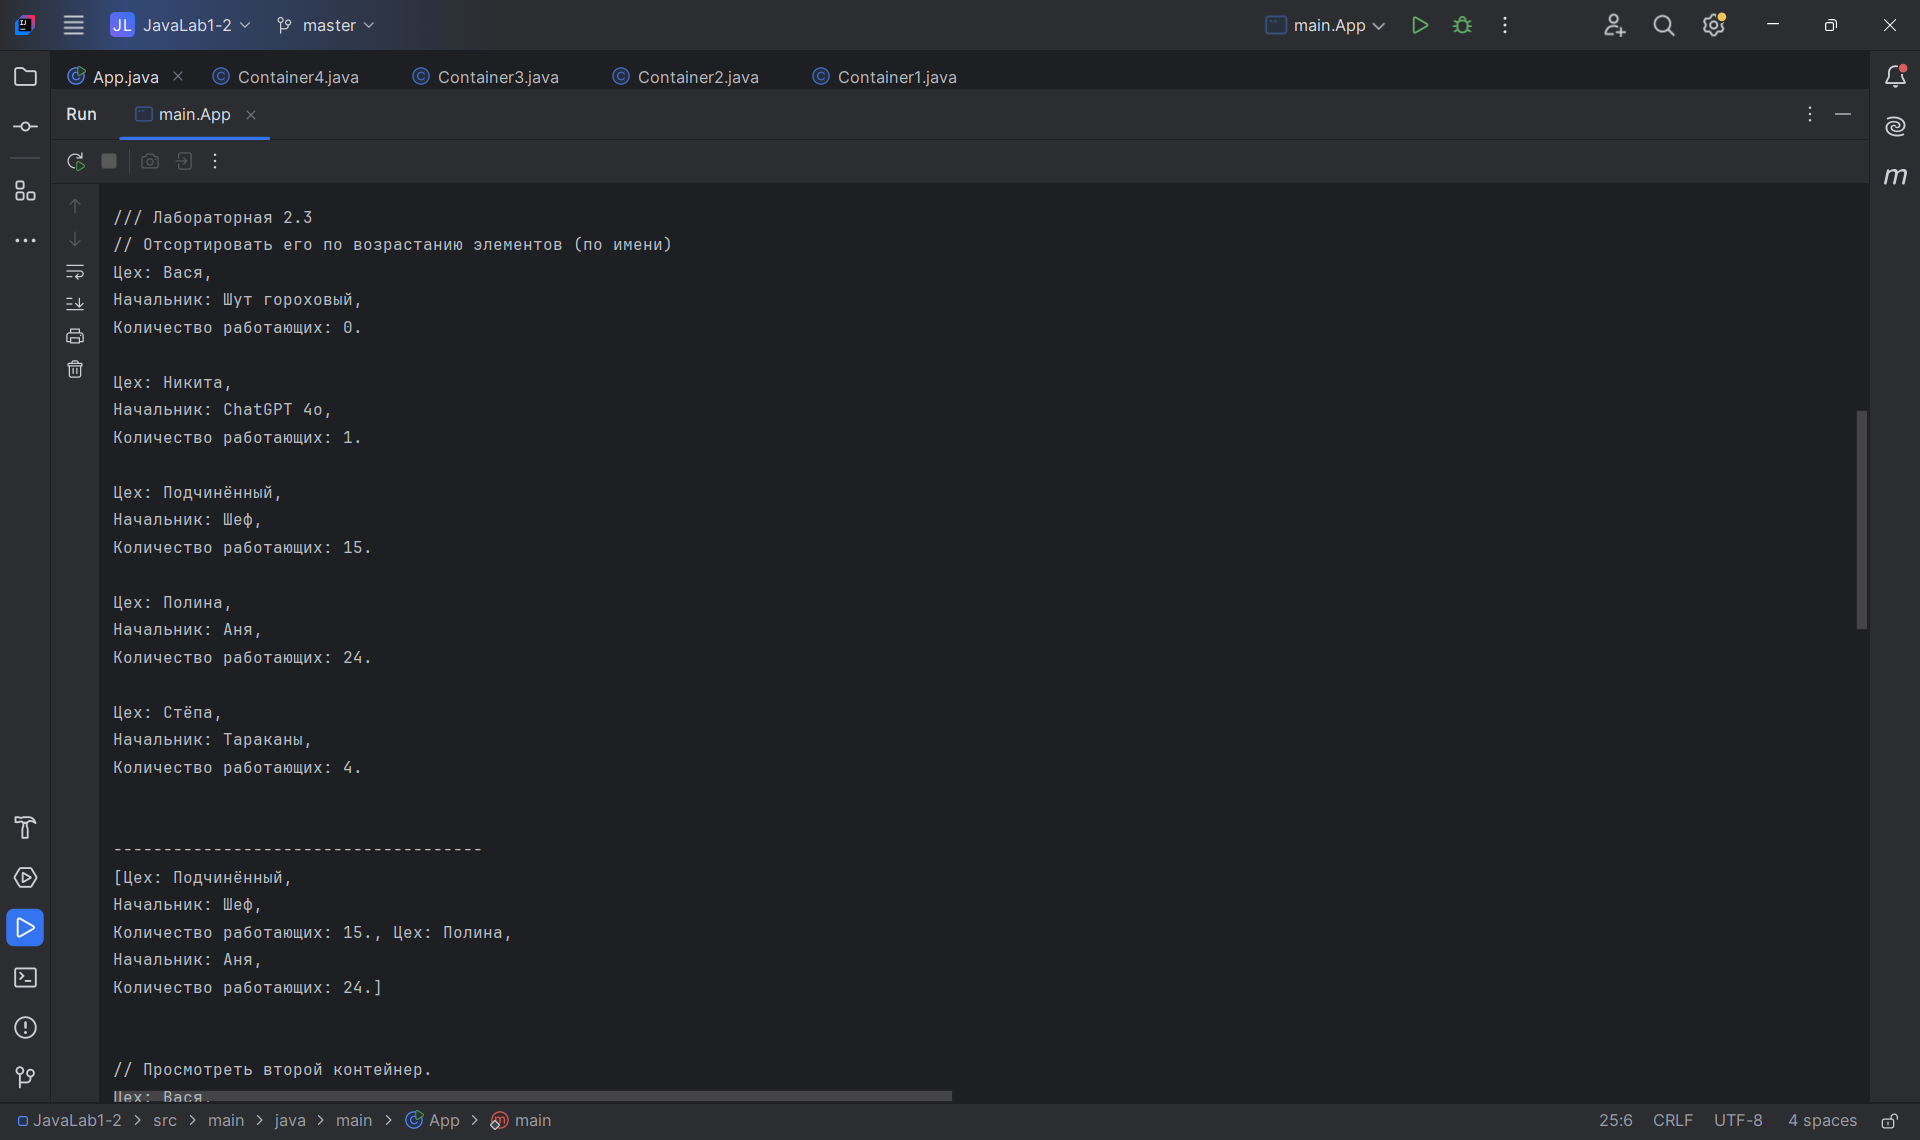 JL JavaLab1-2 master main.App
App.java Container4.java Container3.java Container2.java Container1.java
Run main.App
/// Лабораторная 2.3
// Отсортировать его по возрастанию элементов (по имени)
Цех: Вася,
Начальник: Шут гороховый,
Количество работающих: 0.
Цех: Никита,
Начальник: ChatGPT 4o,
Количество работающих: 1.
Цех: Подчинённый,
Начальник: Шеф,
Количество работающих: 15.
Цех: Полина,
Начальник: Аня,
Количество работающих: 24.
Цех: Стёпа,
Начальник: Тараканы,
Количество работающих: 4.
-------------------------------------
[Цех: Подчинённый,
Начальник: Шеф,
Количество работающих: 15., Цех: Полина,
Начальник: Аня,
Количество работающих: 24.]
// Просмотреть второй контейнер.
Цех: Вася,
JavaLab1-2 > src > main > java > main > App > main 25:6 CRLF UTF-8 4 spaces